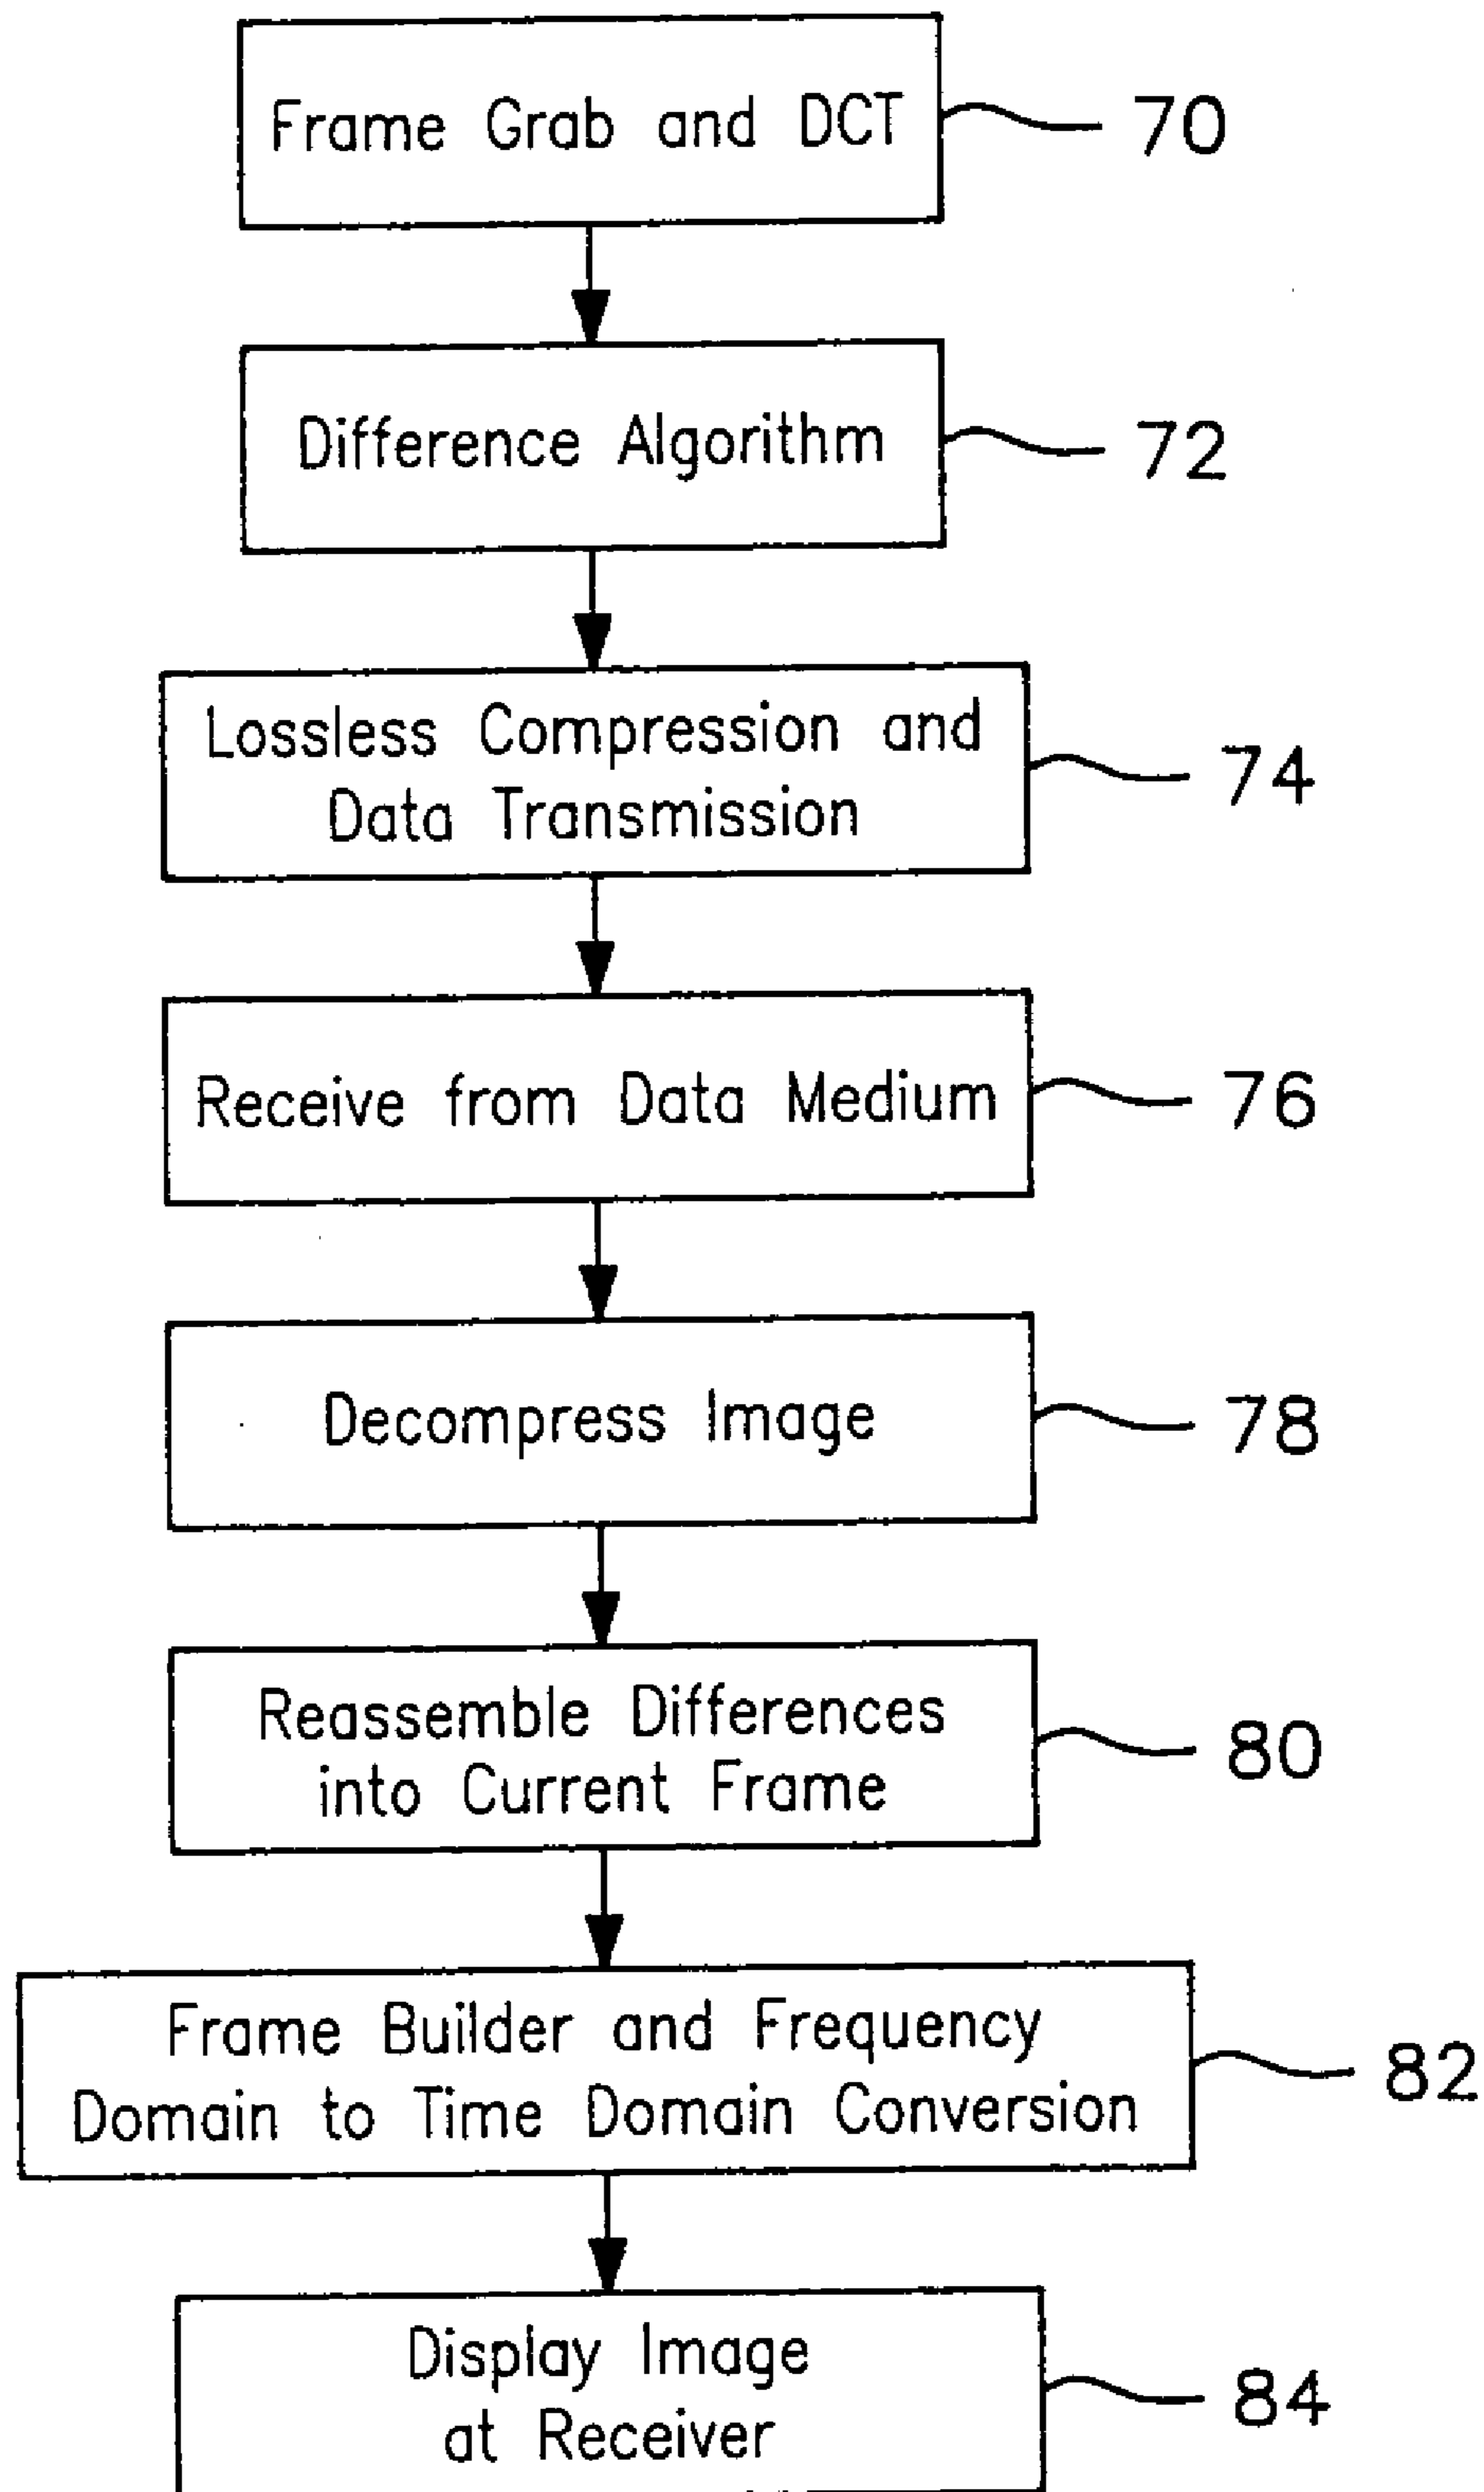 Frame Grab and DCT
70
Difference Algorithm
72
Lossless Compression and
Data Transmission
74
Receive from Data Medium
76
Decompress Image
78
Reassemble Differences
into Current Frame
80
Frame Builder and Frequency
Domain to Time Domain Conversion
82
Display Image
at Receiver
84